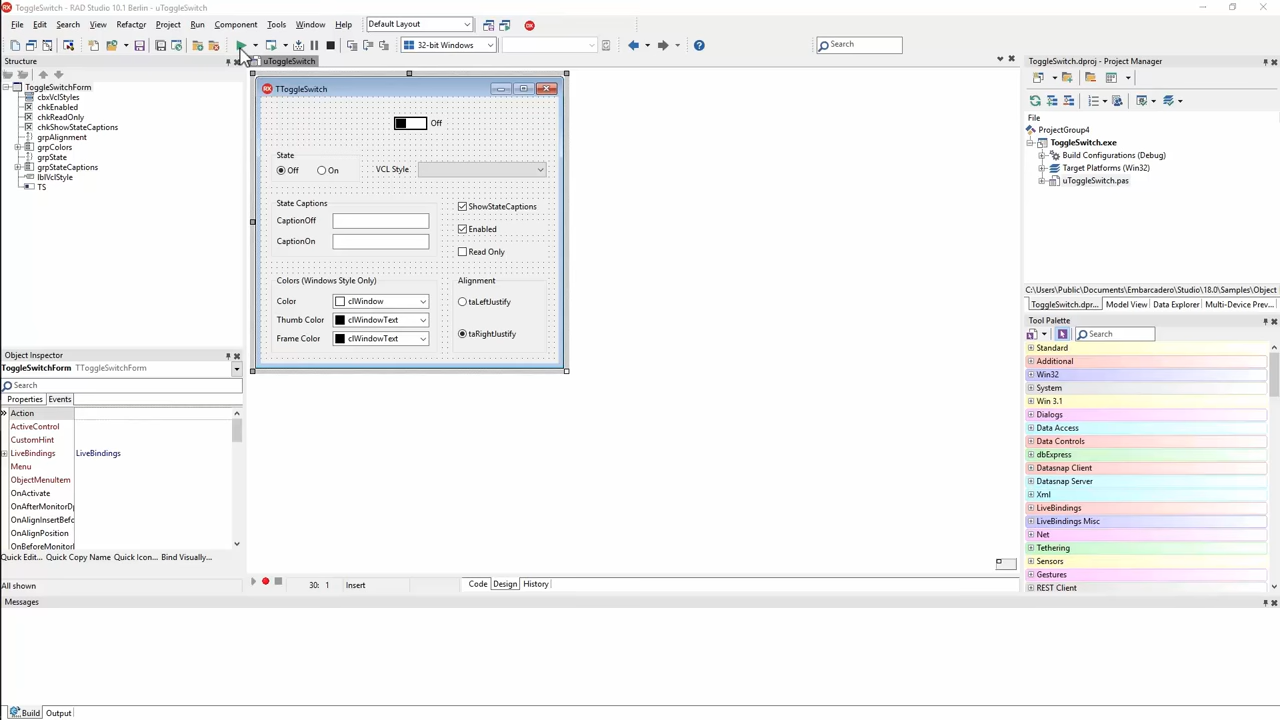 ToggleSwitch - RAD Studio 10.1 Berlin - uToggleSwitch
File Edit Search View Refactor Project Run Component Tools Window Help Default Layout
32-bit Windows Search
Structure
ToggleSwitchForm
cbxVclStyles
chkEnabled
chkReadOnly
chkShowStateCaptions
grpAlignment
grpColors
grpState
grpStateCaptions
lblVclStyle
TS
Object Inspector
ToggleSwitchForm TToggleSwitchForm
Search
Properties Events
Action
ActiveControl
CustomHint
LiveBindings LiveBindings
Menu
ObjectMenuItem
OnActivate
OnAfterMonitorDp
OnAlignInsertBefo
OnAlignPosition
OnBeforeMonitorI
Quick Edit... Quick Copy Name Quick Icon... Bind Visually...
All shown
uToggleSwitch
TToggleSwitch
Off
State
Off On VCL Style
State Captions
CaptionOff
CaptionOn
ShowStateCaptions
Enabled
Read Only
Colors (Windows Style Only)
Color clWindow
Thumb Color clWindowText
Frame Color clWindowText
Alignment
taLeftJustify
taRightJustify
30: 1 Insert Code Design History
ToggleSwitch.dproj - Project Manager
File
ProjectGroup4
ToggleSwitch.exe
Build Configurations (Debug)
Target Platforms (Win32)
uToggleSwitch.pas
C:\Users\Public\Documents\Embarcadero\Studio\18.0\Samples\Object
ToggleSwitch.dpr... Model View Data Explorer Multi-Device Prev...
Tool Palette
Search
Standard
Additional
Win32
System
Win 3.1
Dialogs
Data Access
Data Controls
dbExpress
Datasnap Client
Datasnap Server
Xml
LiveBindings
LiveBindings Misc
Net
Tethering
Sensors
Gestures
REST Client
Messages
Build Output